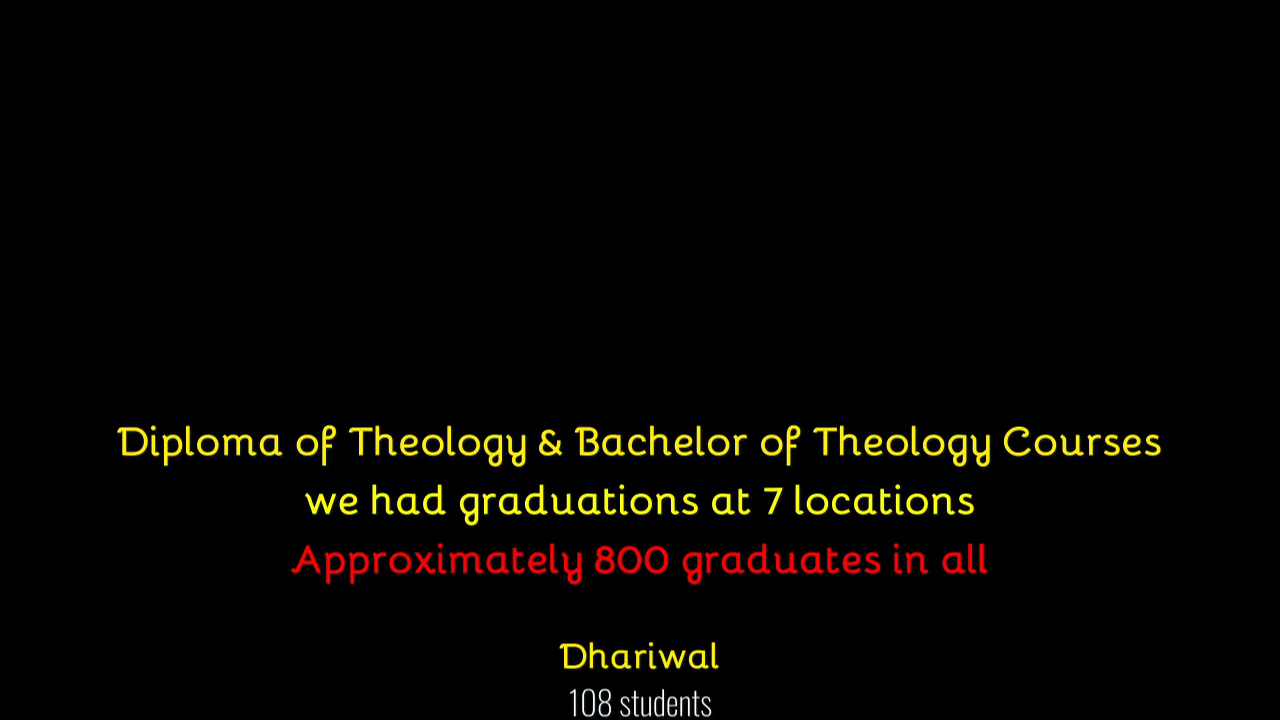 Diploma of Theology & Bachelor of Theology Courses
we had graduations at 7 locations
Approximately 800 graduates in all
Dhariwal
108 students